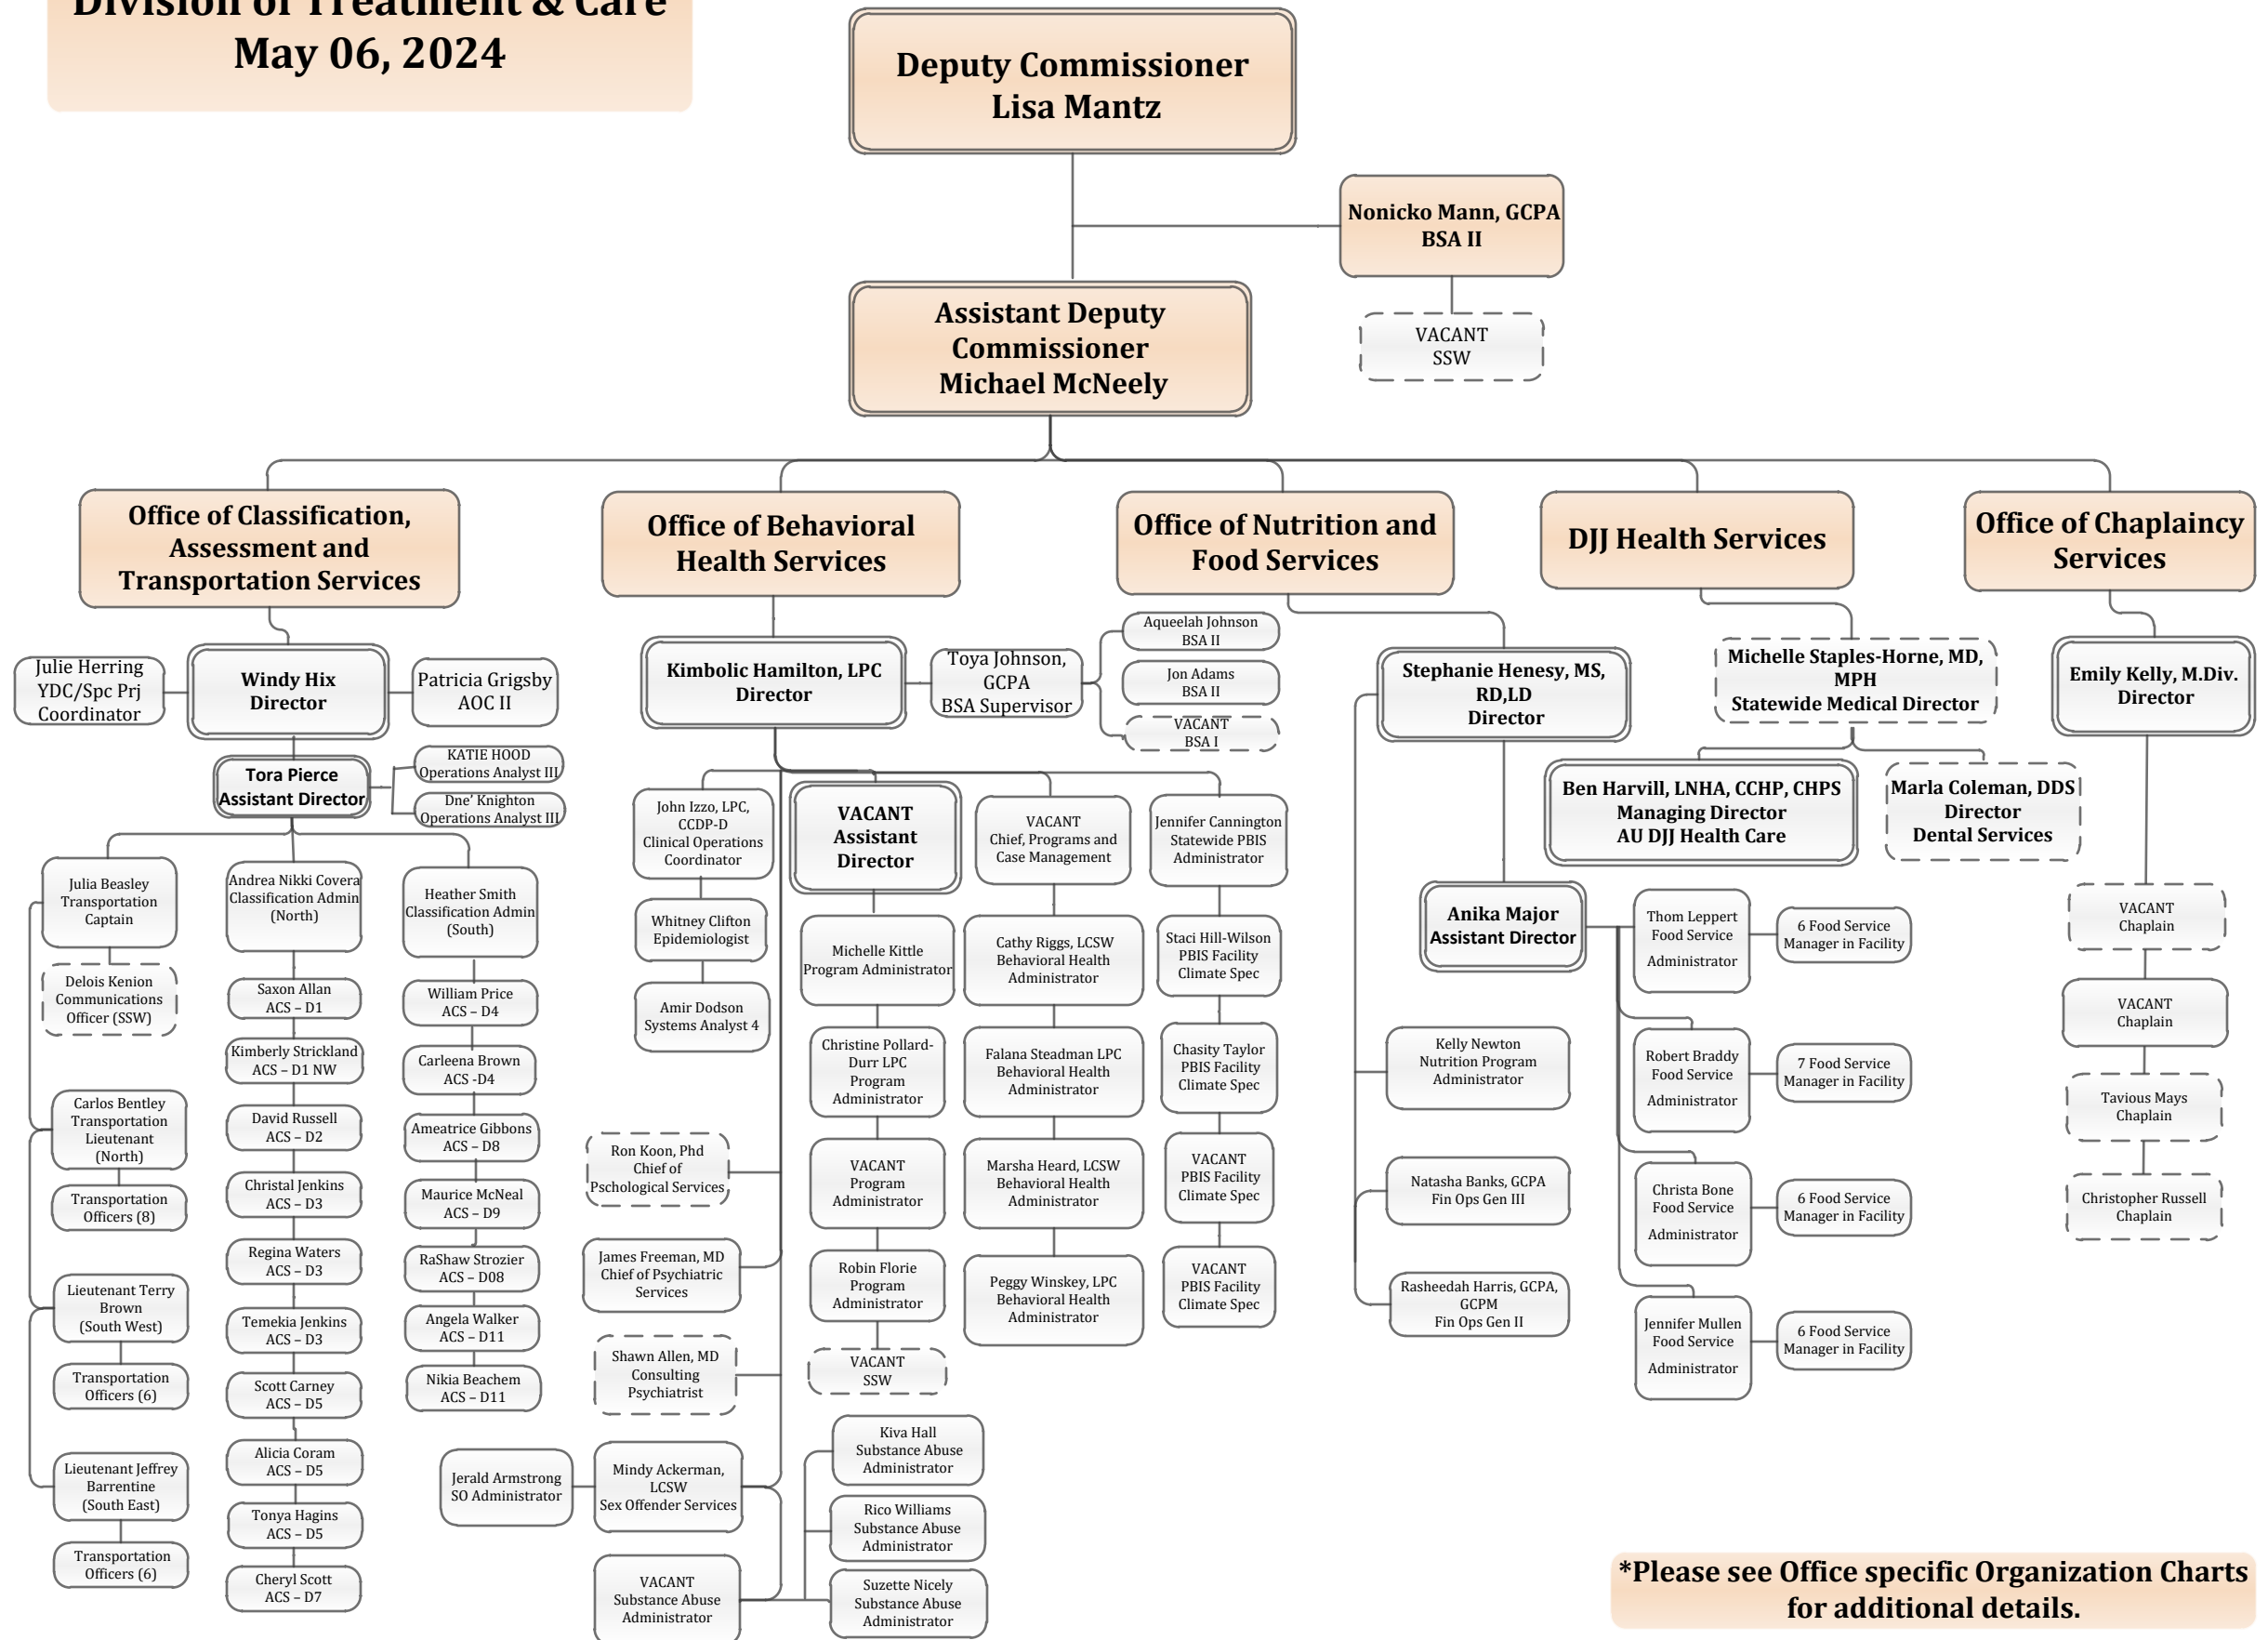 Division of Treatment & Care
May 06, 2024
Deputy Commissioner
Lisa Mantz
Nonicko Mann, GCPA
BSA II
VACANT
SSW
Assistant Deputy
Commissioner
Michael McNeely
Office of Classification,
Assessment and
Transportation Services
Office of Behavioral
Health Services
Office of Nutrition and
Food Services
DJJ Health Services
Office of Chaplaincy
Services
Julie Herring
YDC/Spc Prj
Coordinator
Windy Hix
Director
Patricia Grigsby
AOC II
Tora Pierce
Assistant Director
KATIE HOOD
Operations Analyst III
Dne’ Knighton
Operations Analyst III
Julia Beasley
Transportation
Captain
Delois Kenion
Communications
Officer (SSW)
Carlos Bentley
Transportation
Lieutenant
(North)
Transportation
Officers (8)
Lieutenant Terry
Brown
(South West)
Transportation
Officers (6)
Lieutenant Jeffrey
Barrentine
(South East)
Transportation
Officers (6)
Andrea Nikki Covera
Classification Admin
(North)
Saxon Allan
ACS – D1
Kimberly Strickland
ACS – D1 NW
David Russell
ACS – D2
Christal Jenkins
ACS – D3
Regina Waters
ACS – D3
Temekia Jenkins
ACS – D3
Scott Carney
ACS – D5
Alicia Coram
ACS – D5
Tonya Hagins
ACS – D5
Cheryl Scott
ACS – D7
Heather Smith
Classification Admin
(South)
William Price
ACS – D4
Carleena Brown
ACS -D4
Ameatrice Gibbons
ACS – D8
Maurice McNeal
ACS – D9
RaShaw Strozier
ACS – D08
Angela Walker
ACS – D11
Nikia Beachem
ACS – D11
Kimbolic Hamilton, LPC
Director
Toya Johnson,
GCPA
BSA Supervisor
Aqueelah Johnson
BSA II
Jon Adams
BSA II
VACANT
BSA I
John Izzo, LPC,
CCDP-D
Clinical Operations
Coordinator
Whitney Clifton
Epidemiologist
Amir Dodson
Systems Analyst 4
VACANT
Assistant
Director
Michelle Kittle
Program Administrator
Christine Pollard-
Durr LPC
Program
Administrator
VACANT
Program
Administrator
Robin Florie
Program
Administrator
VACANT
SSW
VACANT
Chief, Programs and
Case Management
Cathy Riggs, LCSW
Behavioral Health
Administrator
Falana Steadman LPC
Behavioral Health
Administrator
Marsha Heard, LCSW
Behavioral Health
Administrator
Peggy Winskey, LPC
Behavioral Health
Administrator
Jennifer Cannington
Statewide PBIS
Administrator
Staci Hill-Wilson
PBIS Facility
Climate Spec
Chasity Taylor
PBIS Facility
Climate Spec
VACANT
PBIS Facility
Climate Spec
VACANT
PBIS Facility
Climate Spec
Ron Koon, Phd
Chief of
Pschological Services
James Freeman, MD
Chief of Psychiatric
Services
Shawn Allen, MD
Consulting
Psychiatrist
Jerald Armstrong
SO Administrator
Mindy Ackerman,
LCSW
Sex Offender Services
VACANT
Substance Abuse
Administrator
Kiva Hall
Substance Abuse
Administrator
Rico Williams
Substance Abuse
Administrator
Suzette Nicely
Substance Abuse
Administrator
Stephanie Henesy, MS,
RD,LD
Director
Anika Major
Assistant Director
Kelly Newton
Nutrition Program
Administrator
Natasha Banks, GCPA
Fin Ops Gen III
Rasheedah Harris, GCPA,
GCPM
Fin Ops Gen II
Thom Leppert
Food Service
Administrator
6 Food Service
Manager in Facility
Robert Braddy
Food Service
Administrator
7 Food Service
Manager in Facility
Christa Bone
Food Service
Administrator
6 Food Service
Manager in Facility
Jennifer Mullen
Food Service
Administrator
6 Food Service
Manager in Facility
Michelle Staples-Horne, MD,
MPH
Statewide Medical Director
Ben Harvill, LNHA, CCHP, CHPS
Managing Director
AU DJJ Health Care
Marla Coleman, DDS
Director
Dental Services
Emily Kelly, M.Div.
Director
VACANT
Chaplain
VACANT
Chaplain
Tavious Mays
Chaplain
Christopher Russell
Chaplain
*Please see Office specific Organization Charts
for additional details.